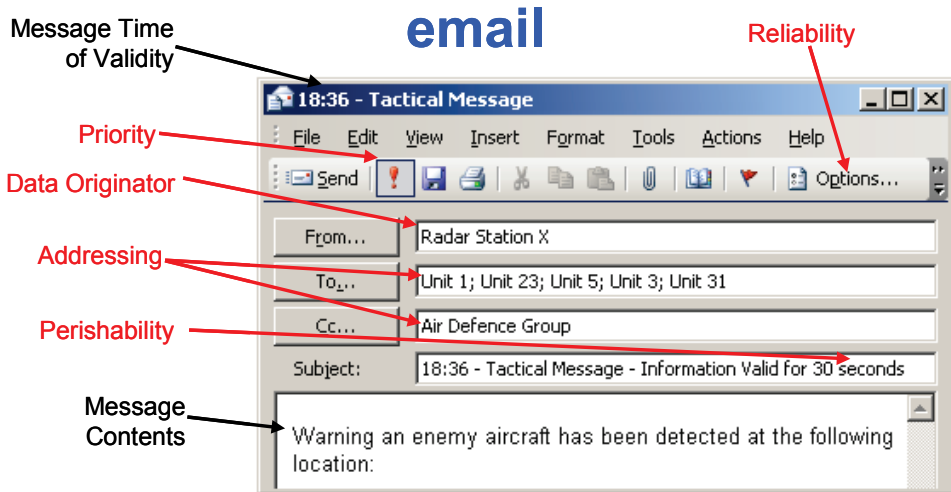 email
Message Time
of Validity
Reliability
18:36 - Tactical Message
Priority
File Edit View Insert Format Tools Actions Help
Send Options...
Data Originator
From... Radar Station X
Addressing
To... Unit 1; Unit 23; Unit 5; Unit 3; Unit 31
Cc... Air Defence Group
Perishability
Subject: 18:36 - Tactical Message - Information Valid for 30 seconds
Message
Contents
Warning an enemy aircraft has been detected at the following
location: